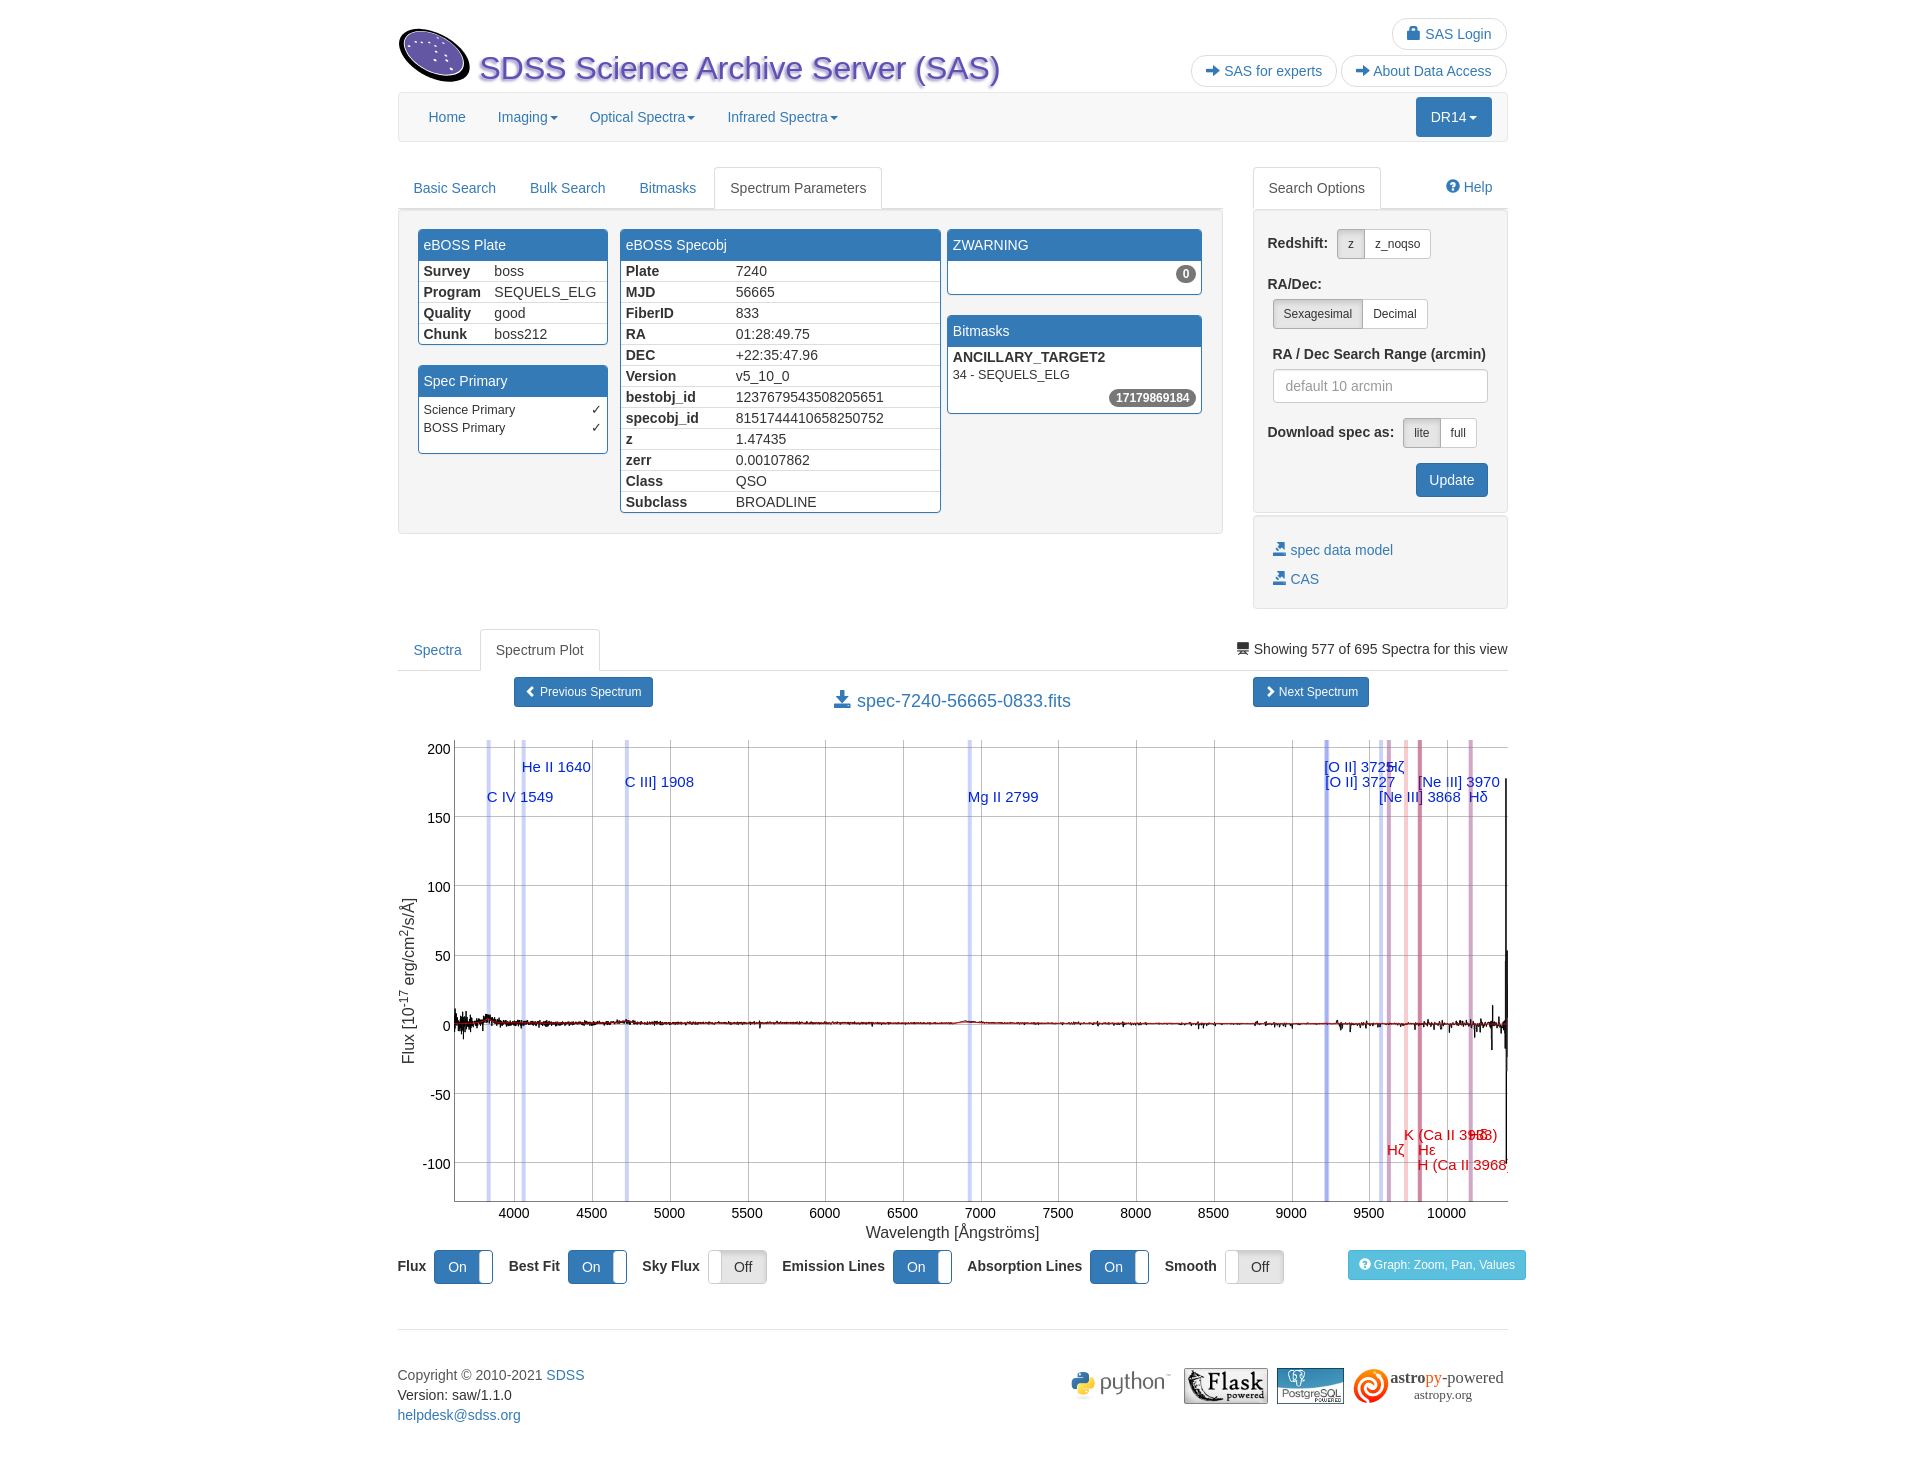 SAS Login
SDSS Science Archive Server (SAS)
SAS for experts
About Data Access
Home
Imaging
Optical Spectra
Infrared Spectra
DR14
Basic Search
Bulk Search
Bitmasks
Spectrum Parameters
Search Options
Help
eBOSS Plate
Survey boss
Program SEQUELS_ELG
Quality good
Chunk boss212
Spec Primary
Science Primary ✓
BOSS Primary ✓
eBOSS Specobj
Plate 7240
MJD 56665
FiberID 833
RA 01:28:49.75
DEC +22:35:47.96
Version v5_10_0
bestobj_id 1237679543508205651
specobj_id 8151744410658250752
z 1.47435
zerr 0.00107862
Class QSO
Subclass BROADLINE
ZWARNING
0
Bitmasks
ANCILLARY_TARGET2
34 - SEQUELS_ELG
17179869184
Redshift: z z_noqso
RA/Dec:
Sexagesimal Decimal
RA / Dec Search Range (arcmin)
default 10 arcmin
Download spec as: lite full
Update
spec data model
CAS
Spectra
Spectrum Plot
Showing 577 of 695 Spectra for this view
Previous Spectrum
spec-7240-56665-0833.fits
Next Spectrum
200
150
100
50
0
-50
-100
Flux [10-17 erg/cm2/s/Å]
He II 1640
C III] 1908
C IV 1549
Mg II 2799
[O II] 3725
Hζ
[O II] 3727
[Ne III] 3970
[Ne III] 3868
Hδ
K (Ca II 3933)
Hδ
Hζ
Hε
H (Ca II 3968)
4000 4500 5000 5500 6000 6500 7000 7500 8000 8500 9000 9500 10000
Wavelength [Ångströms]
Flux On
Best Fit On
Sky Flux Off
Emission Lines On
Absorption Lines On
Smooth Off
Graph: Zoom, Pan, Values
Copyright © 2010-2021 SDSS
Version: saw/1.1.0
helpdesk@sdss.org
python
Flask
powered
PostgreSQL
POWERED
astropy-powered
astropy.org